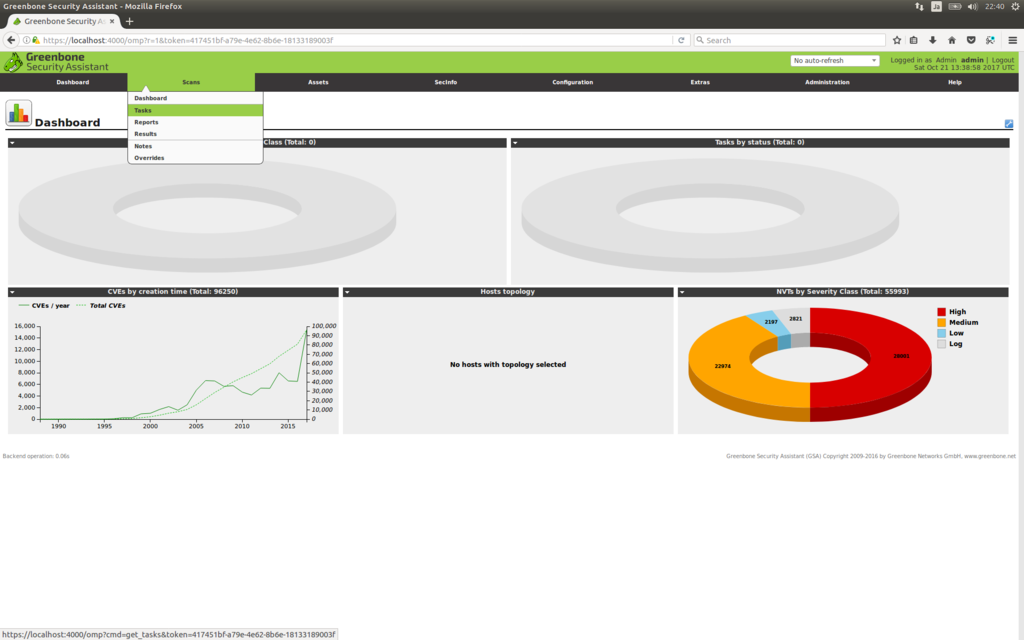 Greenbone Security Assistant - Mozilla Firefox
Ja
22:40
Greenbone Security A
https://localhost:4000/omp?r=1&token=417451bf-a79e-4e62-8b6e-18133189003f
Search
Greenbone
Security Assistant
No auto-refresh
Logged in as Admin admin | Logout
Sat Oct 21 13:38:58 2017 UTC
Dashboard Scans Assets SecInfo Configuration Extras Administration Help
Dashboard
Tasks
Reports
Results
Notes
Overrides
Dashboard
Class (Total: 0)
Tasks by status (Total: 0)
CVEs by creation time (Total: 96250)
Hosts topology
NVTs by Severity Class (Total: 55993)
CVEs / year
Total CVEs
16,000
14,000
12,000
10,000
8,000
6,000
4,000
2,000
0
100,000
90,000
80,000
70,000
60,000
50,000
40,000
30,000
20,000
10,000
0
1990 1995 2000 2005 2010 2015
No hosts with topology selected
2197
2821
22974
High
Medium
Low
Log
Backend operation: 0.06s
Greenbone Security Assistant (GSA) Copyright 2009-2016 by Greenbone Networks GmbH, www.greenbone.net
https://localhost:4000/omp?cmd=get_tasks&token=417451bf-a79e-4e62-8b6e-18133189003f